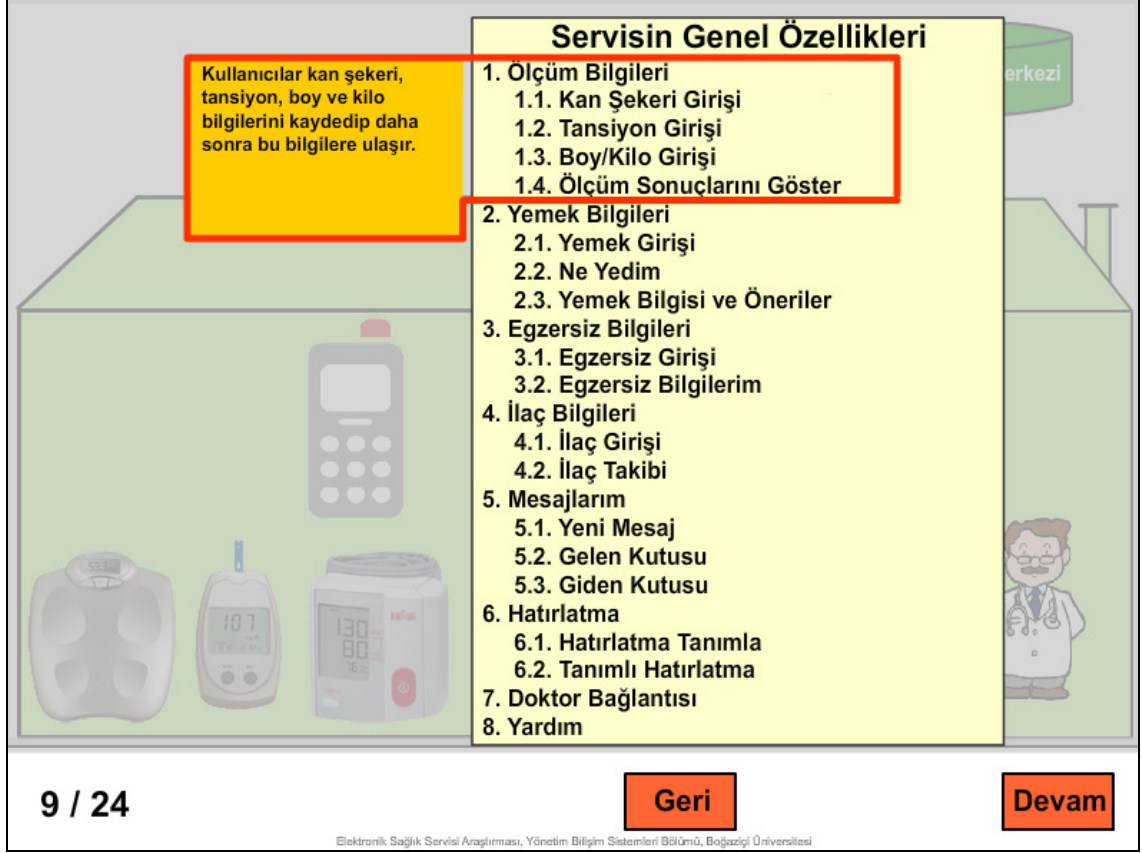 Servisin Genel Özellikleri
Kullanıcılar kan şekeri,
tansiyon, boy ve kilo
bilgilerini kaydedip daha
sonra bu bilgilere ulaşır.
1. Ölçüm Bilgileri
1.1. Kan Şekeri Girişi
1.2. Tansiyon Girişi
1.3. Boy/Kilo Girişi
1.4. Ölçüm Sonuçlarını Göster
2. Yemek Bilgileri
2.1. Yemek Girişi
2.2. Ne Yedim
2.3. Yemek Bilgisi ve Öneriler
3. Egzersiz Bilgileri
3.1. Egzersiz Girişi
3.2. Egzersiz Bilgilerim
4. İlaç Bilgileri
4.1. İlaç Girişi
4.2. İlaç Takibi
5. Mesajlarım
5.1. Yeni Mesaj
5.2. Gelen Kutusu
5.3. Giden Kutusu
6. Hatırlatma
6.1. Hatırlatma Tanımla
6.2. Tanımlı Hatırlatma
7. Doktor Bağlantısı
8. Yardım
erkezi
107
BRAUN
130
80
9 / 24
Geri
Devam
Elektronik Sağlık Servisi Araştırması, Yönetim Bilişim Sistemleri Bölümü, Boğaziçi Üniversitesi